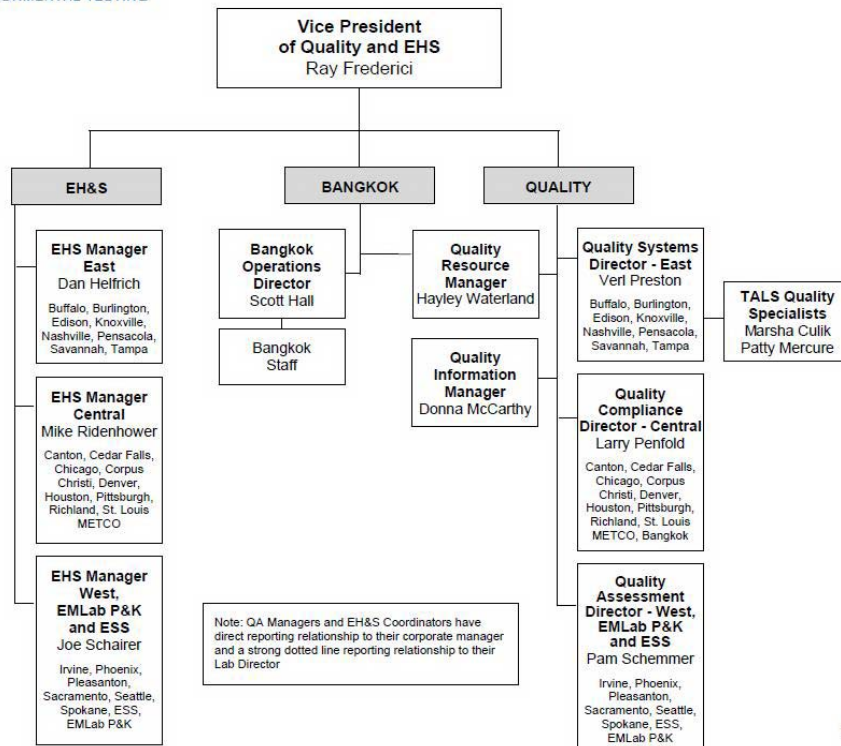 Vice President
of Quality and EHS
Ray Frederici
EH&S
BANGKOK
QUALITY
EHS Manager
East
Dan Helfrich
Buffalo, Burlington,
Edison, Knoxville,
Nashville, Pensacola,
Savannah, Tampa
EHS Manager
Central
Mike Ridenhower
Canton, Cedar Falls,
Chicago, Corpus
Christi, Denver,
Houston, Pittsburgh,
Richland, St. Louis
METCO
EHS Manager
West,
EMLab P&K
and ESS
Joe Schairer
Irvine, Phoenix,
Pleasanton,
Sacramento, Seattle,
Spokane, ESS,
EMLab P&K
Bangkok
Operations
Director
Scott Hall
Bangkok
Staff
Quality
Resource
Manager
Hayley Waterland
Quality
Information
Manager
Donna McCarthy
Quality Systems
Director - East
Verl Preston
Buffalo, Burlington,
Edison, Knoxville,
Nashville, Pensacola,
Savannah, Tampa
TALS Quality
Specialists
Marsha Culik
Patty Mercure
Quality
Compliance
Director - Central
Larry Penfold
Canton, Cedar Falls,
Chicago, Corpus
Christi, Denver,
Houston, Pittsburgh,
Richland, St. Louis
METCO, Bangkok
Quality
Assessment
Director - West,
EMLab P&K
and ESS
Pam Schemmer
Irvine, Phoenix,
Pleasanton,
Sacramento, Seattle,
Spokane, ESS,
EMLab P&K
Note: QA Managers and EH&S Coordinators have
direct reporting relationship to their corporate manager
and a strong dotted line reporting relationship to their
Lab Director